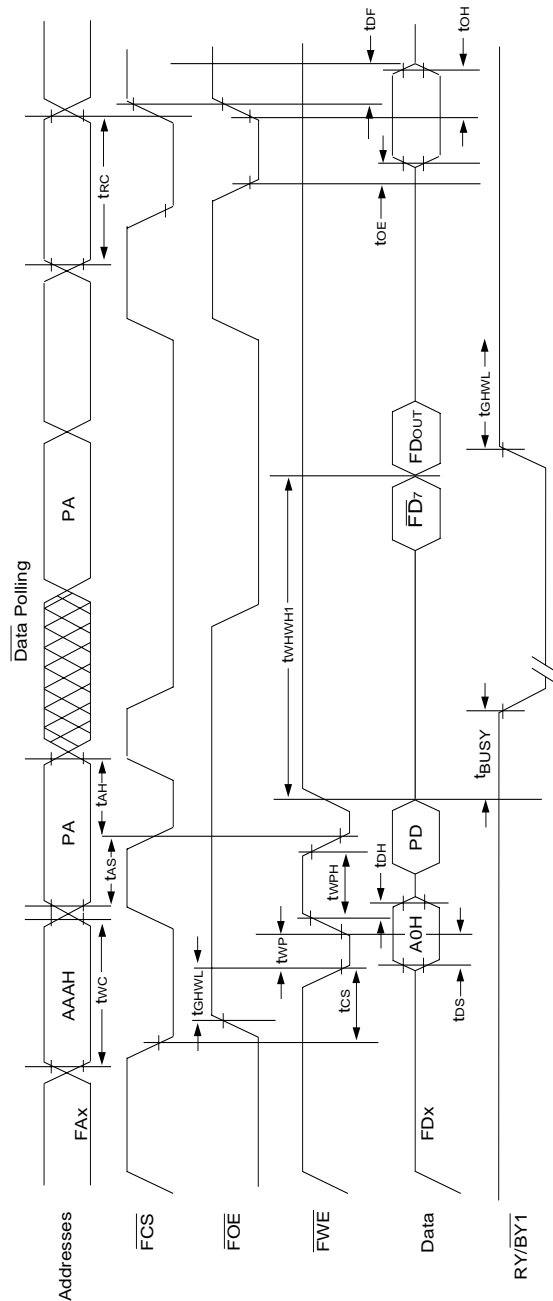 Data Polling
Addresses
FAx
AAAH
PA
PA
tWC
tAS
tAH
tRC
FCS
FOE
tGHWL
FWE
tCS
tWP
tWPH
tWHWH1
Data
FDx
A0H
PD
FD7
FDOUT
tDS
tDH
tOE
tDF
tOH
RY/BY1
tBUSY
tGHWL